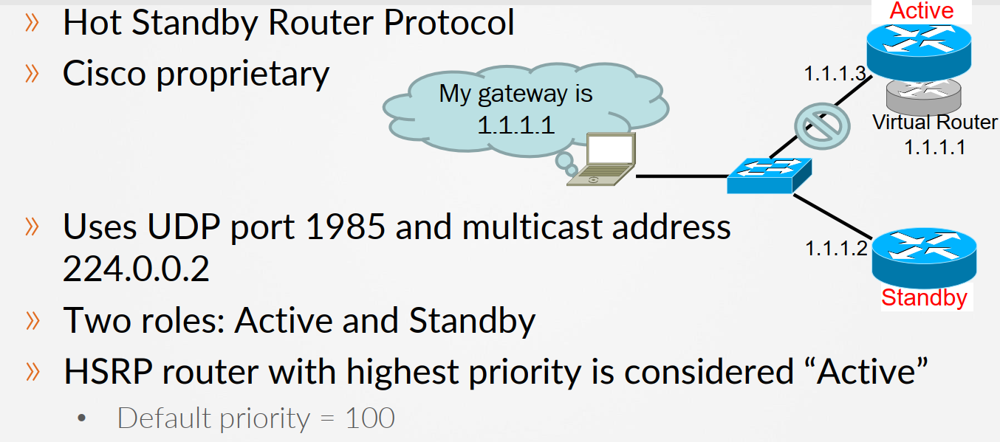 » Hot Standby Router Protocol
» Cisco proprietary
My gateway is
1.1.1.1
Active
1.1.1.3
Virtual Router
1.1.1.1
1.1.1.2
Standby
» Uses UDP port 1985 and multicast address
224.0.0.2
» Two roles: Active and Standby
» HSRP router with highest priority is considered “Active”
• Default priority = 100